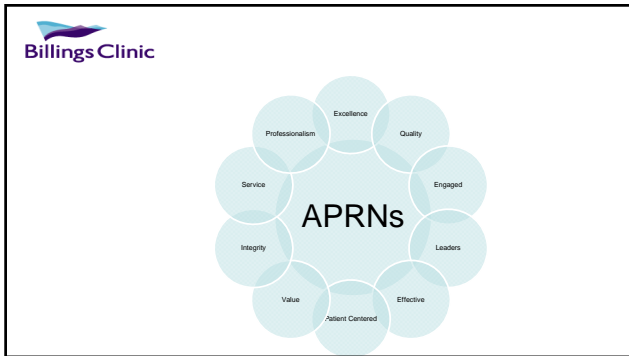 Billings Clinic
Excellence
Professionalism
Quality
Service
Engaged
APRNs
Integrity
Leaders
Value
Effective
Patient Centered